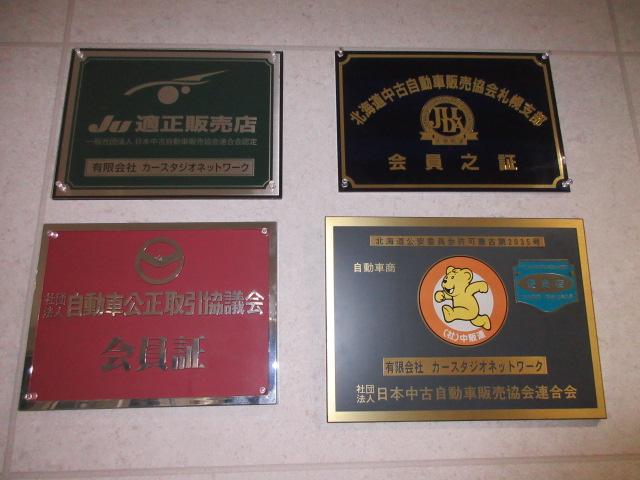 JU 適正販売店
一般社団法人 日本中古自動車販売協会連合会認定
有限会社 カースタジオネットワーク
北海道中古自動車販売協会札幌支部
JU
会員之証
社団法人 自動車公正取引協議会
会員証
北海道公安委員会許可番古第2035号
自動車商
(社)中販連
有限会社 カースタジオネットワーク
社団法人 日本中古自動車販売協会連合会